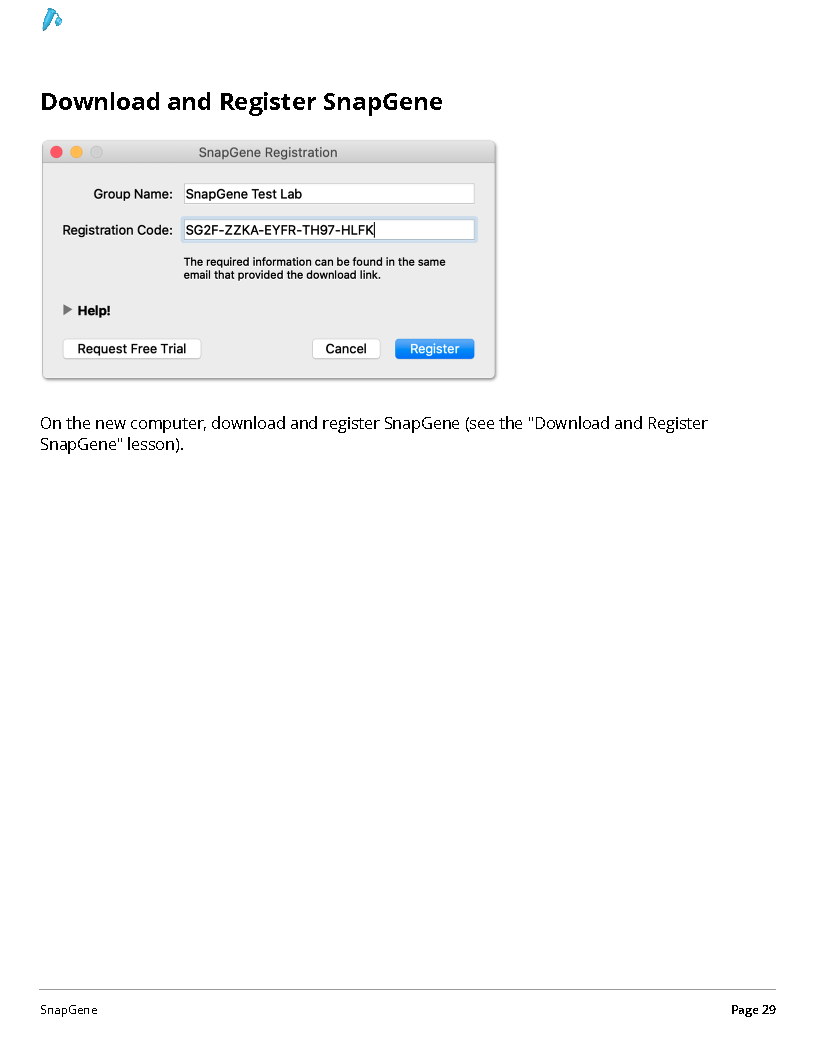 Download and Register SnapGene
SnapGene Registration
Group Name: SnapGene Test Lab
Registration Code: SG2F-ZZKA-EYFR-TH97-HLFK
The required information can be found in the same
email that provided the download link.
Help!
Request Free Trial Cancel Register
On the new computer, download and register SnapGene (see the "Download and Register
SnapGene" lesson).
SnapGene Page 29